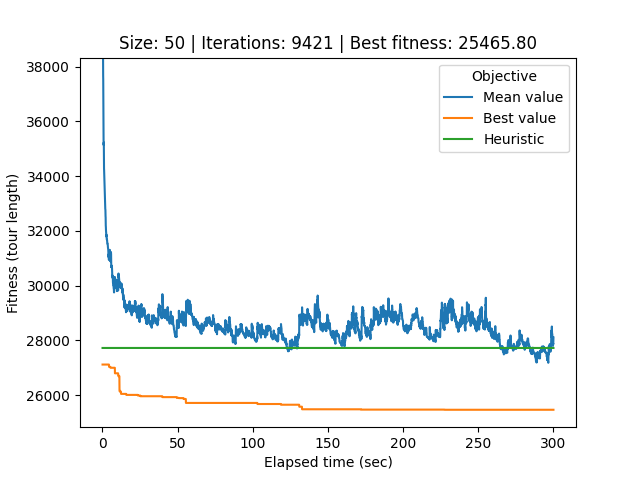 Size: 50 | Iterations: 9421 | Best fitness: 25465.80
Objective
Mean value
Best value
Heuristic
38000
36000
34000
32000
30000
28000
26000
Fitness (tour length)
0 50 100 150 200 250 300
Elapsed time (sec)